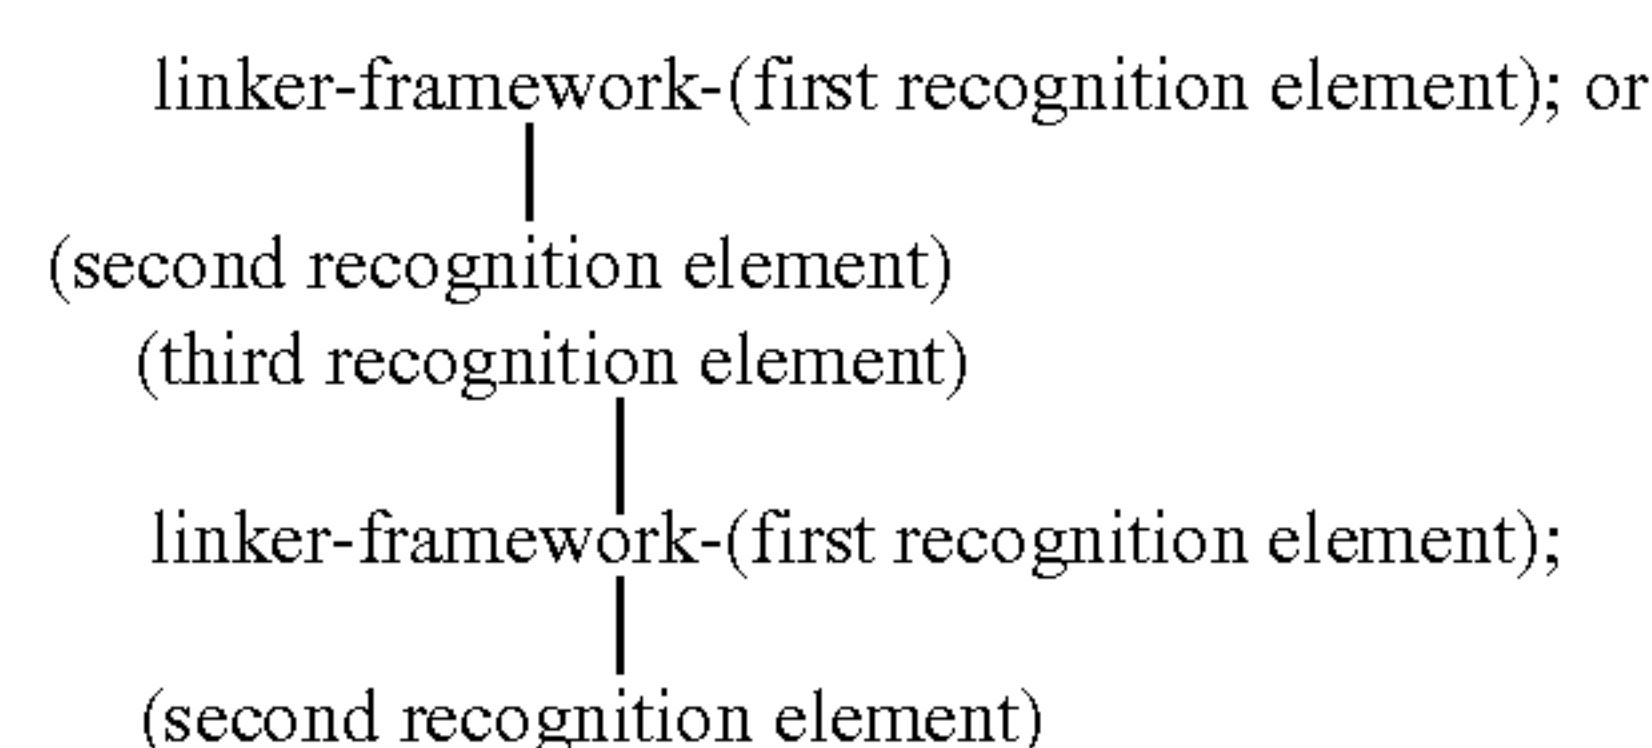 linker-framework-(first recognition element); or
(second recognition element)
(third recognition element)
linker-framework-(first recognition element);
(second recognition element)